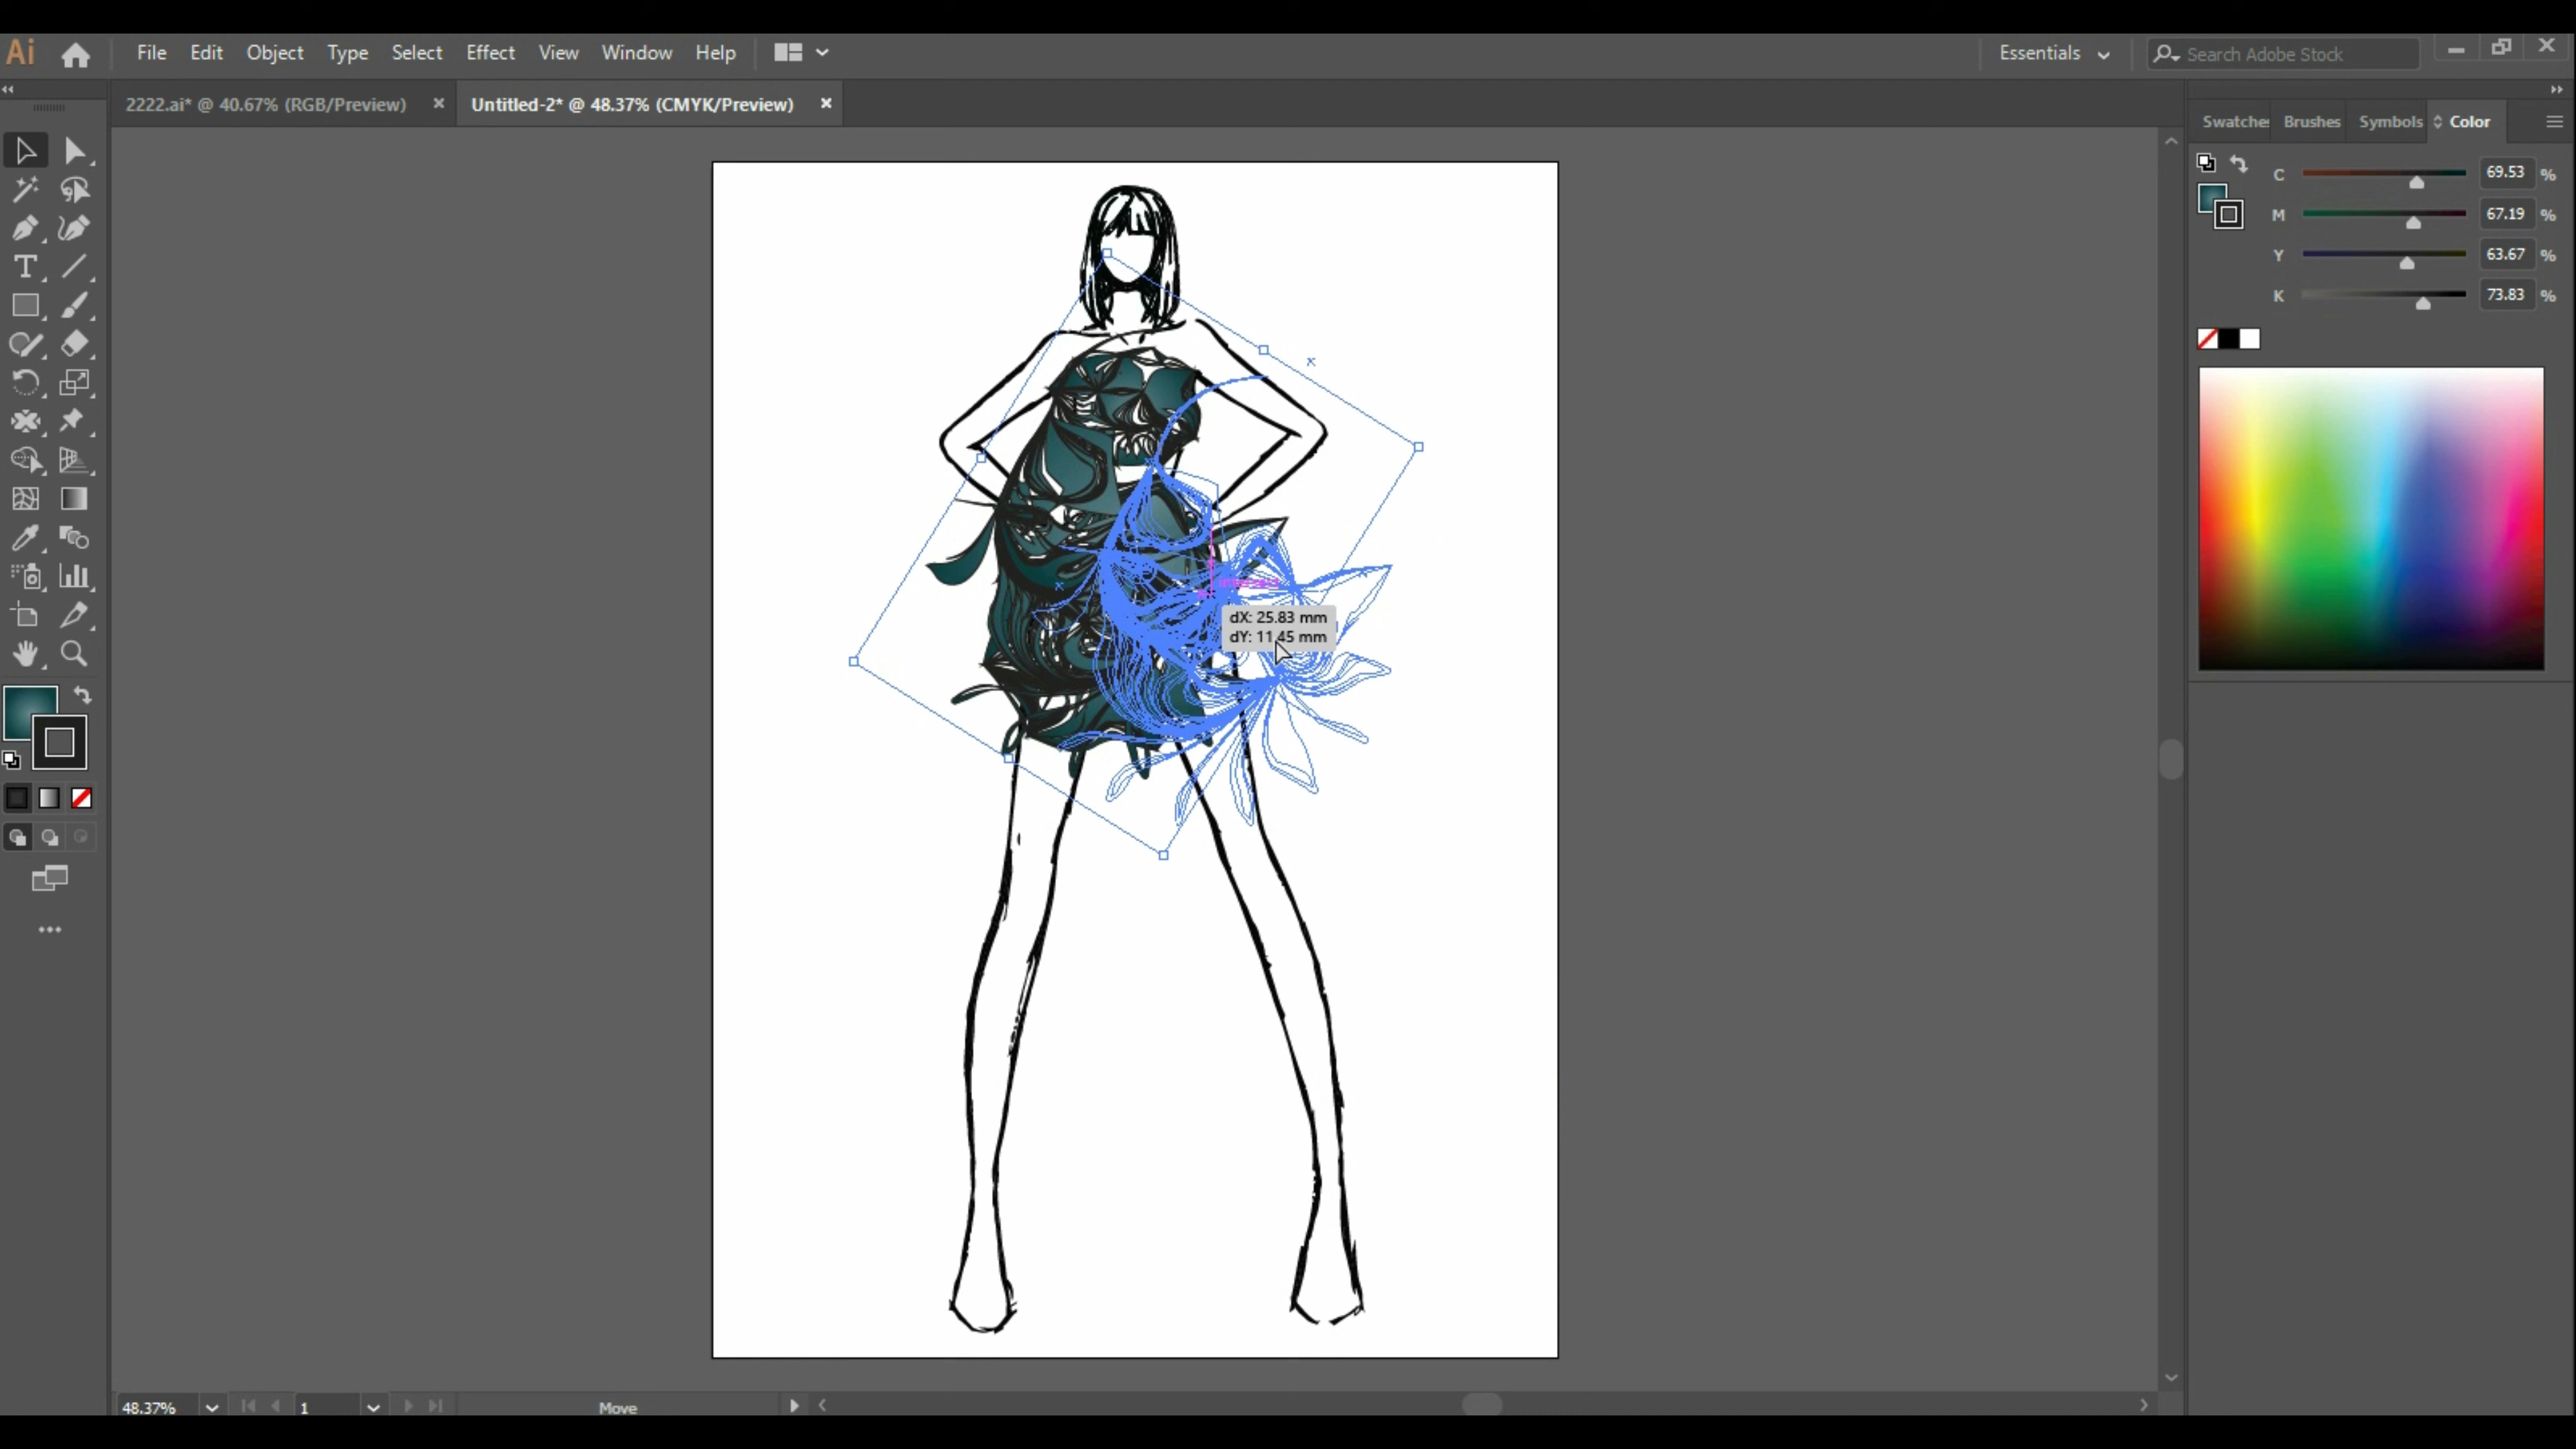 Ai File Edit Object Type Select Effect View Window Help Essentials Search Adobe Stock
2222.ai* @ 40.67% (RGB/Preview) × Untitled-2* @ 48.37% (CMYK/Preview) ×
Swatches Brushes Symbols Color
C 69.53 %
M 67.19 %
Y 63.67 %
K 73.83 %
dX: 25.83 mm
dY: 11.45 mm
48.37% 1 Move